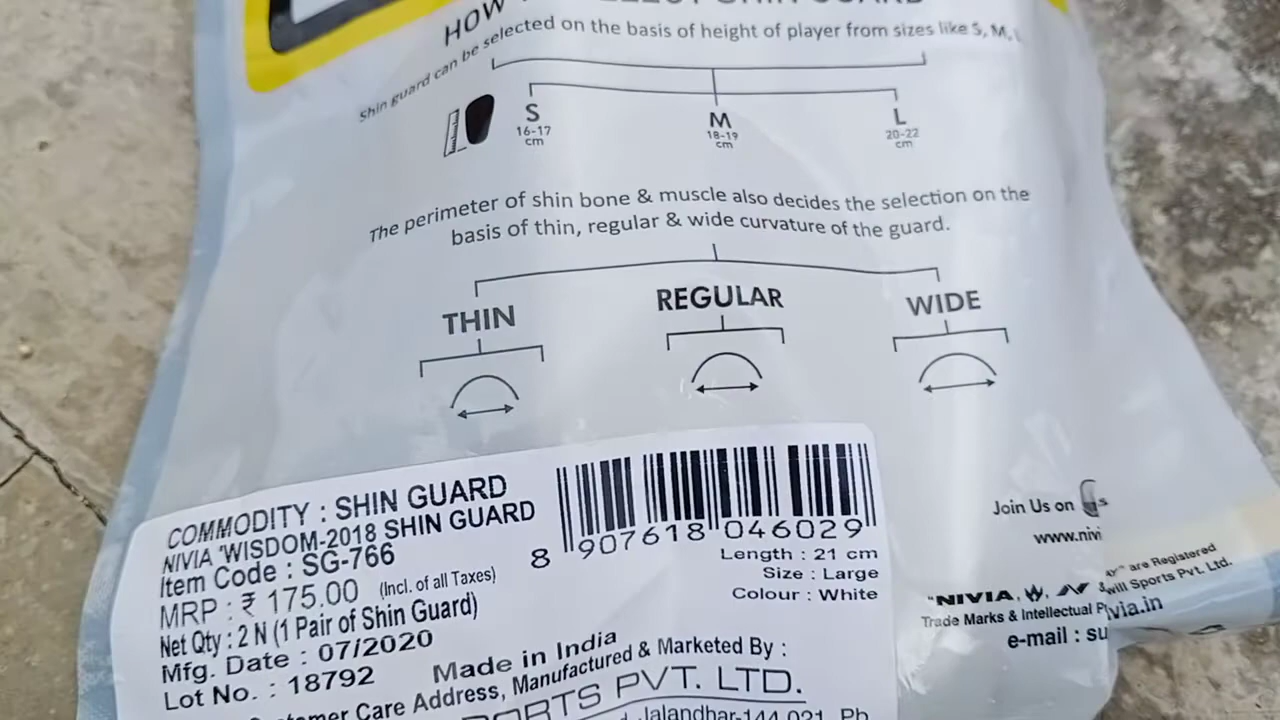 HOW
Shin guard can be selected on the basis of height of player from sizes like S, M,
S
16-17
cm
M
18-19
cm
L
20-22
cm
The perimeter of shin bone & muscle also decides the selection on the
basis of thin, regular & wide curvature of the guard.
THIN
REGULAR
WIDE
COMMODITY : SHIN GUARD
NIVIA 'WISDOM-2018 SHIN GUARD
Item Code : SG-766
MRP : ₹ 175.00 (Incl. of all Taxes)
Net Qty : 2 N (1 Pair of Shin Guard)
Mfg. Date : 07/2020
Lot No. : 18792
8 907618 046029
Length : 21 cm
Size : Large
Colour : White
Made in India
Care Address, Manufactured & Marketed By :
PVT. LTD.
Jalandhar-144 021, Ph
Join Us on
www.nivi
"NIVIA, are Registered
Trade Marks & Intellectual Sports Pvt. Ltd.
via.in
e-mail : su